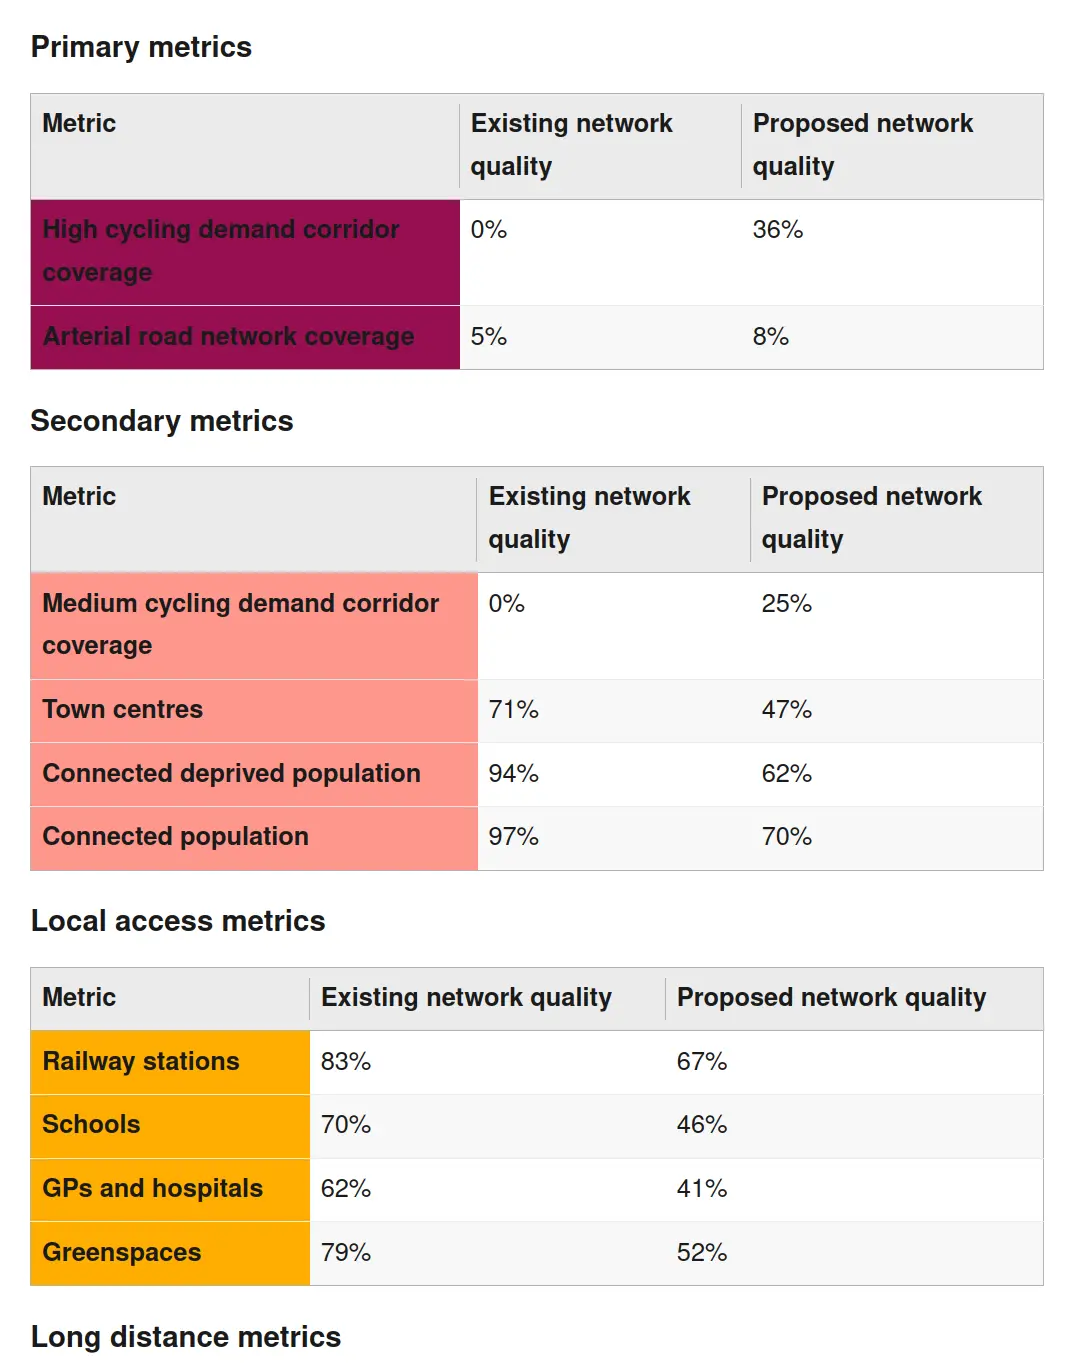 Primary metrics
Metric Existing network Proposed network
quality quality
High cycling demand corridor 0% 36%
coverage
Arterial road network coverage 5% 8%
Secondary metrics
Metric Existing network Proposed network
quality quality
Medium cycling demand corridor 0% 25%
coverage
Town centres 71% 47%
Connected deprived population 94% 62%
Connected population 97% 70%
Local access metrics
Metric Existing network quality Proposed network quality
Railway stations 83% 67%
Schools 70% 46%
GPs and hospitals 62% 41%
Greenspaces 79% 52%
Long distance metrics